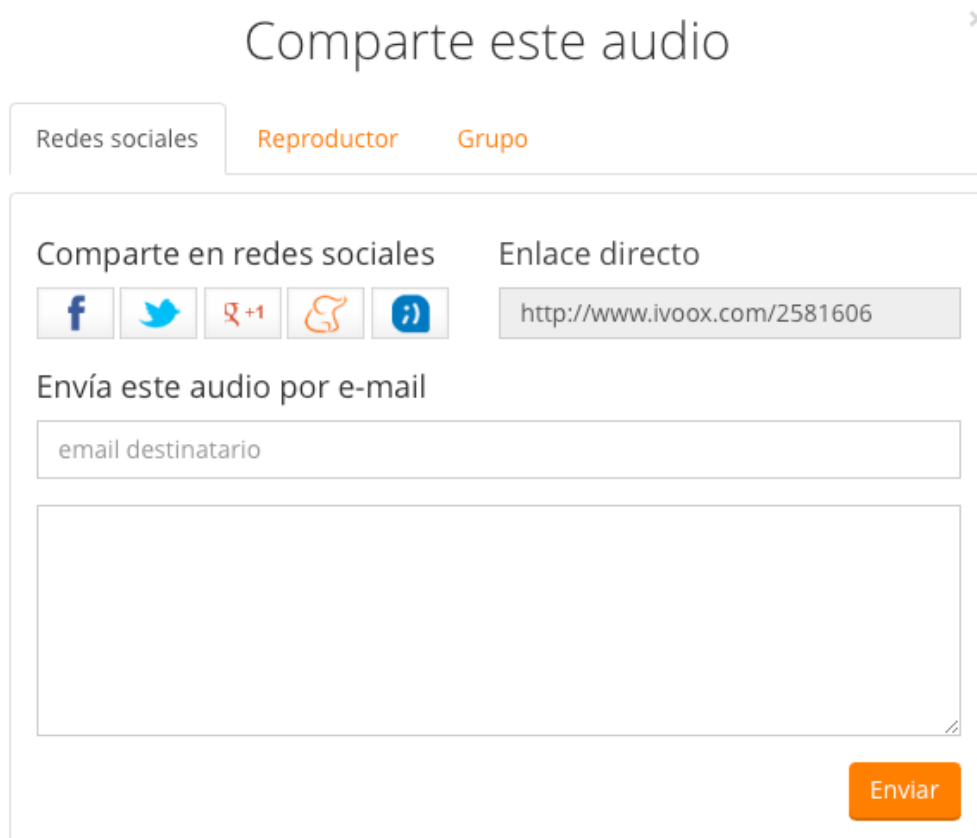 Comparte este audio
Redes sociales Reproductor Grupo
Comparte en redes sociales Enlace directo
f g +1 ;) http://www.ivoox.com/2581606
Envía este audio por e-mail
email destinatario
Enviar